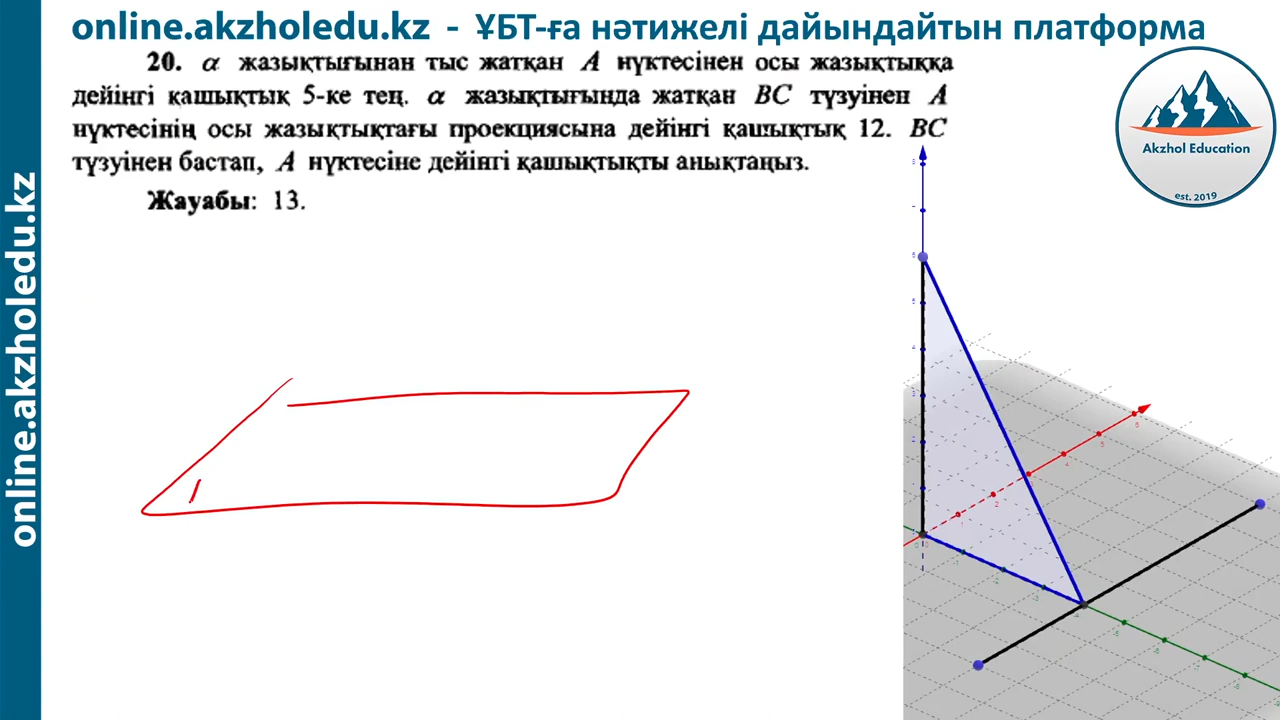 online.akzholedu.kz - ҰБТ-ға нәтижелі дайындайтын платформа
20. α жазықтығынан тыс жатқан A нүктесінен осы жазықтыққа
дейінгі қашықтық 5-ке тең. α жазықтығында жатқан BC түзуінен A
нүктесінің осы жазықтықтағы проекциясына дейінгі қашықтық 12. BC
түзуінен бастап, A нүктесіне дейінгі қашықтықты анықтаңыз.
Жауабы: 13.
Akzhol Education
est. 2019
online.akzholedu.kz